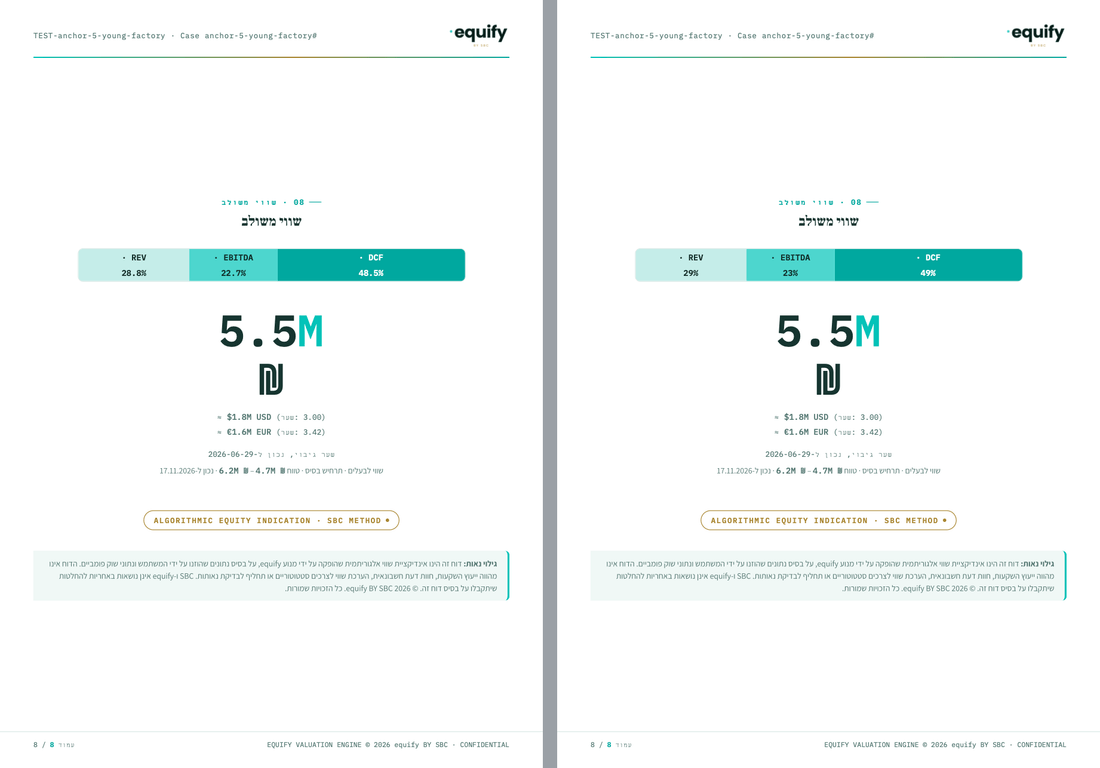 TEST-anchor-5-young-factory · Case anchor-5-young-factory#
equify
BY SBC
08 · שווי משולב
שווי משולב
· REV · EBITDA · DCF
28.8% 22.7% 48.5%
5.5M
₪
≈ $1.8M USD (שער: 3.00)
≈ €1.6M EUR (שער: 3.42)
שער גיבוי, נכון ל-2026-06-29
שווי לבעלים · תרחיש בסיס · טווח ₪ 4.7M – ₪ 6.2M · נכון ל-17.11.2026
ALGORITHMIC EQUITY INDICATION · SBC METHOD
גילוי נאות: דוח זה הינו אינדיקציית שווי אלגוריתמית שהופקה על ידי מנוע equify, על בסיס נתונים שהוזנו על ידי המשתמש ונתוני שוק פומביים. הדוח אינו
מהווה ייעוץ השקעות, חוות דעת חשבונאית, הערכת שווי לצרכים סטטוטוריים או תחליף לבדיקת נאותות. SBC ו-equify אינן נושאות באחריות להחלטות
שיתקבלו על בסיס דוח זה. © 2026 equify BY SBC. כל הזכויות שמורות.
עמוד 8 / 8
EQUIFY VALUATION ENGINE © 2026 equify BY SBC · CONFIDENTIAL
TEST-anchor-5-young-factory · Case anchor-5-young-factory#
equify
BY SBC
08 · שווי משולב
שווי משולב
· REV · EBITDA · DCF
29% 23% 49%
5.5M
₪
≈ $1.8M USD (שער: 3.00)
≈ €1.6M EUR (שער: 3.42)
שער גיבוי, נכון ל-2026-06-29
שווי לבעלים · תרחיש בסיס · טווח ₪ 4.7M – ₪ 6.2M · נכון ל-17.11.2026
ALGORITHMIC EQUITY INDICATION · SBC METHOD
גילוי נאות: דוח זה הינו אינדיקציית שווי אלגוריתמית שהופקה על ידי מנוע equify, על בסיס נתונים שהוזנו על ידי המשתמש ונתוני שוק פומביים. הדוח אינו
מהווה ייעוץ השקעות, חוות דעת חשבונאית, הערכת שווי לצרכים סטטוטוריים או תחליף לבדיקת נאותות. SBC ו-equify אינן נושאות באחריות להחלטות
שיתקבלו על בסיס דוח זה. © 2026 equify BY SBC. כל הזכויות שמורות.
עמוד 8 / 8
EQUIFY VALUATION ENGINE © 2026 equify BY SBC · CONFIDENTIAL